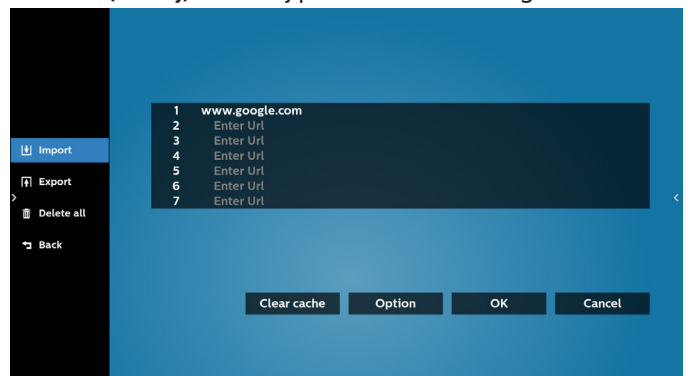 1 www.google.com
2 Enter Url
3 Enter Url
4 Enter Url
5 Enter Url
6 Enter Url
7 Enter Url
Import
Export
Delete all
Back
Clear cache Option OK Cancel